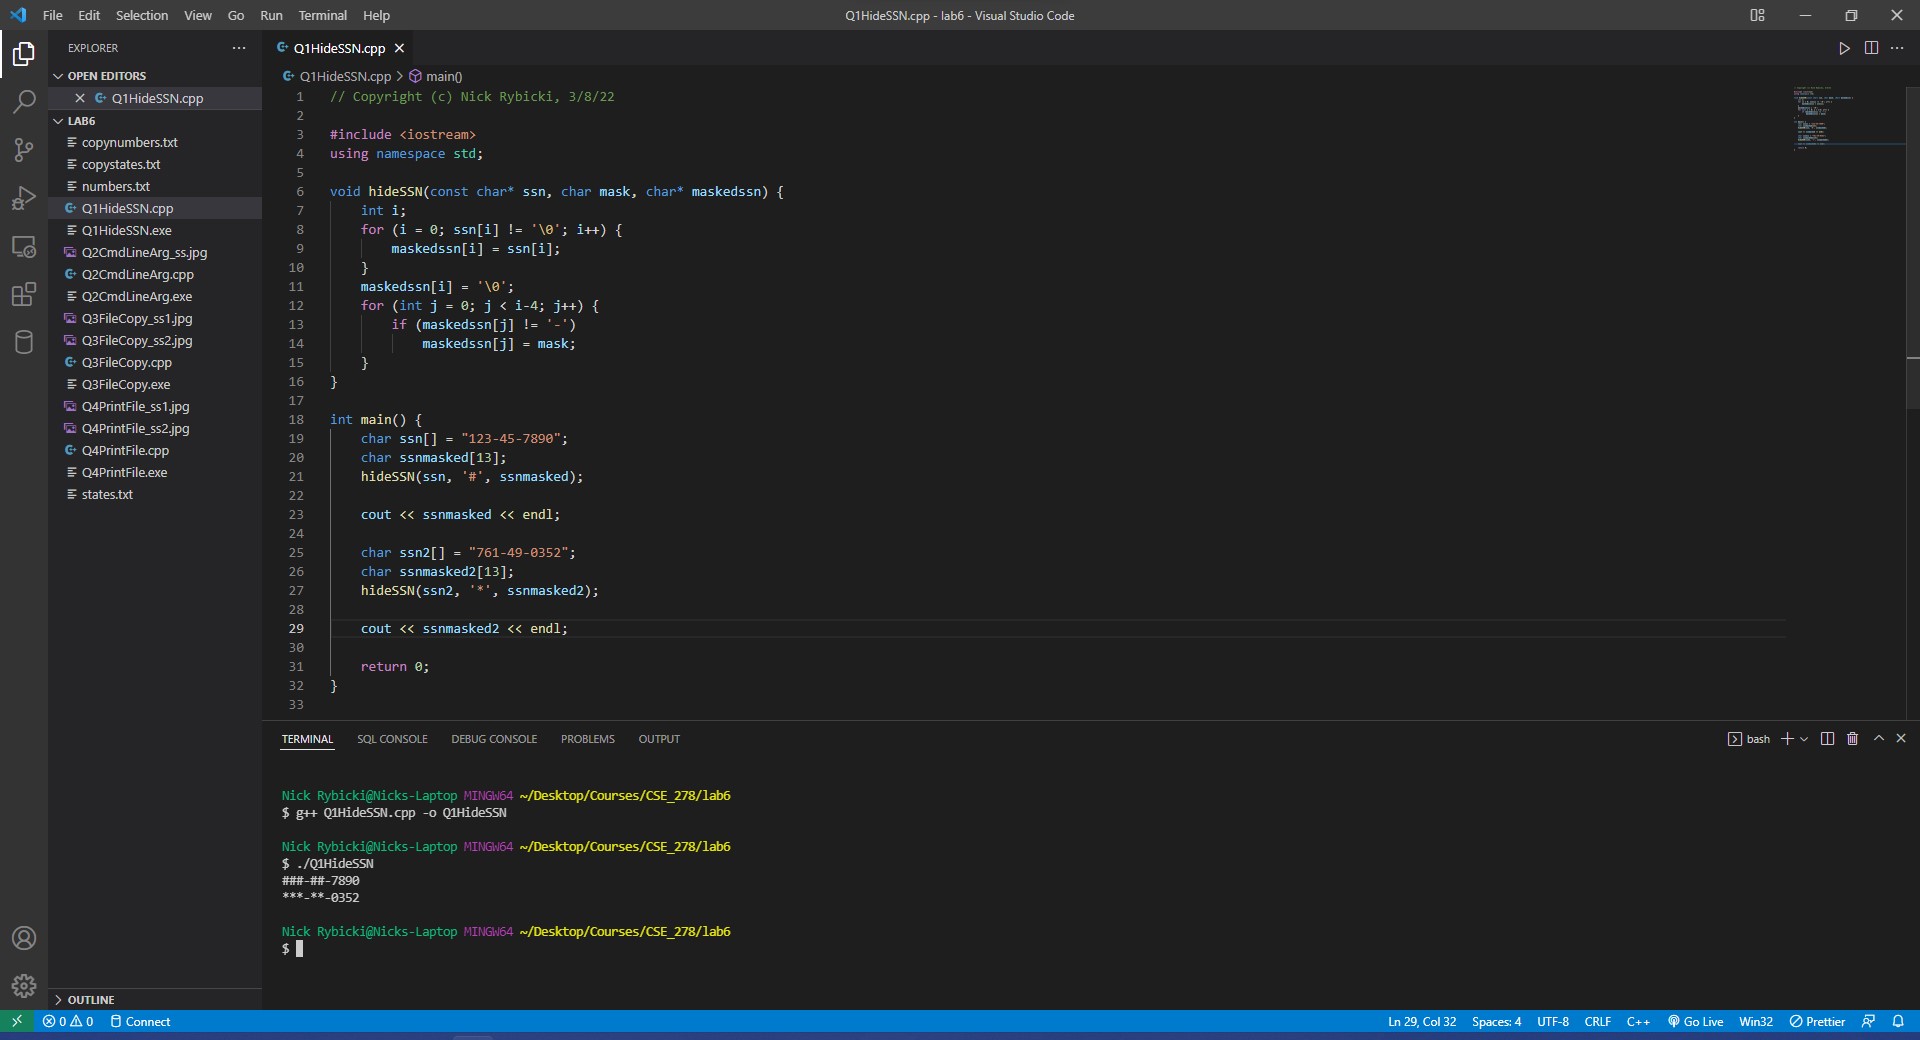 File Edit Selection View Go Run Terminal Help
Q1HideSSN.cpp - lab6 - Visual Studio Code
EXPLORER
OPEN EDITORS
Q1HideSSN.cpp
LAB6
copynumbers.txt
copystates.txt
numbers.txt
Q1HideSSN.cpp
Q1HideSSN.exe
Q2CmdLineArg_ss.jpg
Q2CmdLineArg.cpp
Q2CmdLineArg.exe
Q3FileCopy_ss1.jpg
Q3FileCopy_ss2.jpg
Q3FileCopy.cpp
Q3FileCopy.exe
Q4PrintFile_ss1.jpg
Q4PrintFile_ss2.jpg
Q4PrintFile.cpp
Q4PrintFile.exe
states.txt
OUTLINE
Q1HideSSN.cpp
Q1HideSSN.cpp > main()
1 // Copyright (c) Nick Rybicki, 3/8/22
2
3 #include <iostream>
4 using namespace std;
5
6 void hideSSN(const char* ssn, char mask, char* maskedssn) {
7     int i;
8     for (i = 0; ssn[i] != '\0'; i++) {
9         maskedssn[i] = ssn[i];
10     }
11     maskedssn[i] = '\0';
12     for (int j = 0; j < i-4; j++) {
13         if (maskedssn[j] != '-')
14             maskedssn[j] = mask;
15     }
16 }
17
18 int main() {
19     char ssn[] = "123-45-7890";
20     char ssnmasked[13];
21     hideSSN(ssn, '#', ssnmasked);
22
23     cout << ssnmasked << endl;
24
25     char ssn2[] = "761-49-0352";
26     char ssnmasked2[13];
27     hideSSN(ssn2, '*', ssnmasked2);
28
29     cout << ssnmasked2 << endl;
30
31     return 0;
32 }
33
TERMINAL SQL CONSOLE DEBUG CONSOLE PROBLEMS OUTPUT
bash
Nick Rybicki@Nicks-Laptop MINGW64 ~/Desktop/Courses/CSE_278/lab6
$ g++ Q1HideSSN.cpp -o Q1HideSSN
Nick Rybicki@Nicks-Laptop MINGW64 ~/Desktop/Courses/CSE_278/lab6
$ ./Q1HideSSN
###-##-7890
***-**-0352
Nick Rybicki@Nicks-Laptop MINGW64 ~/Desktop/Courses/CSE_278/lab6
$
0 0 Connect
Ln 29, Col 32 Spaces: 4 UTF-8 CRLF C++ Go Live Win32 Prettier